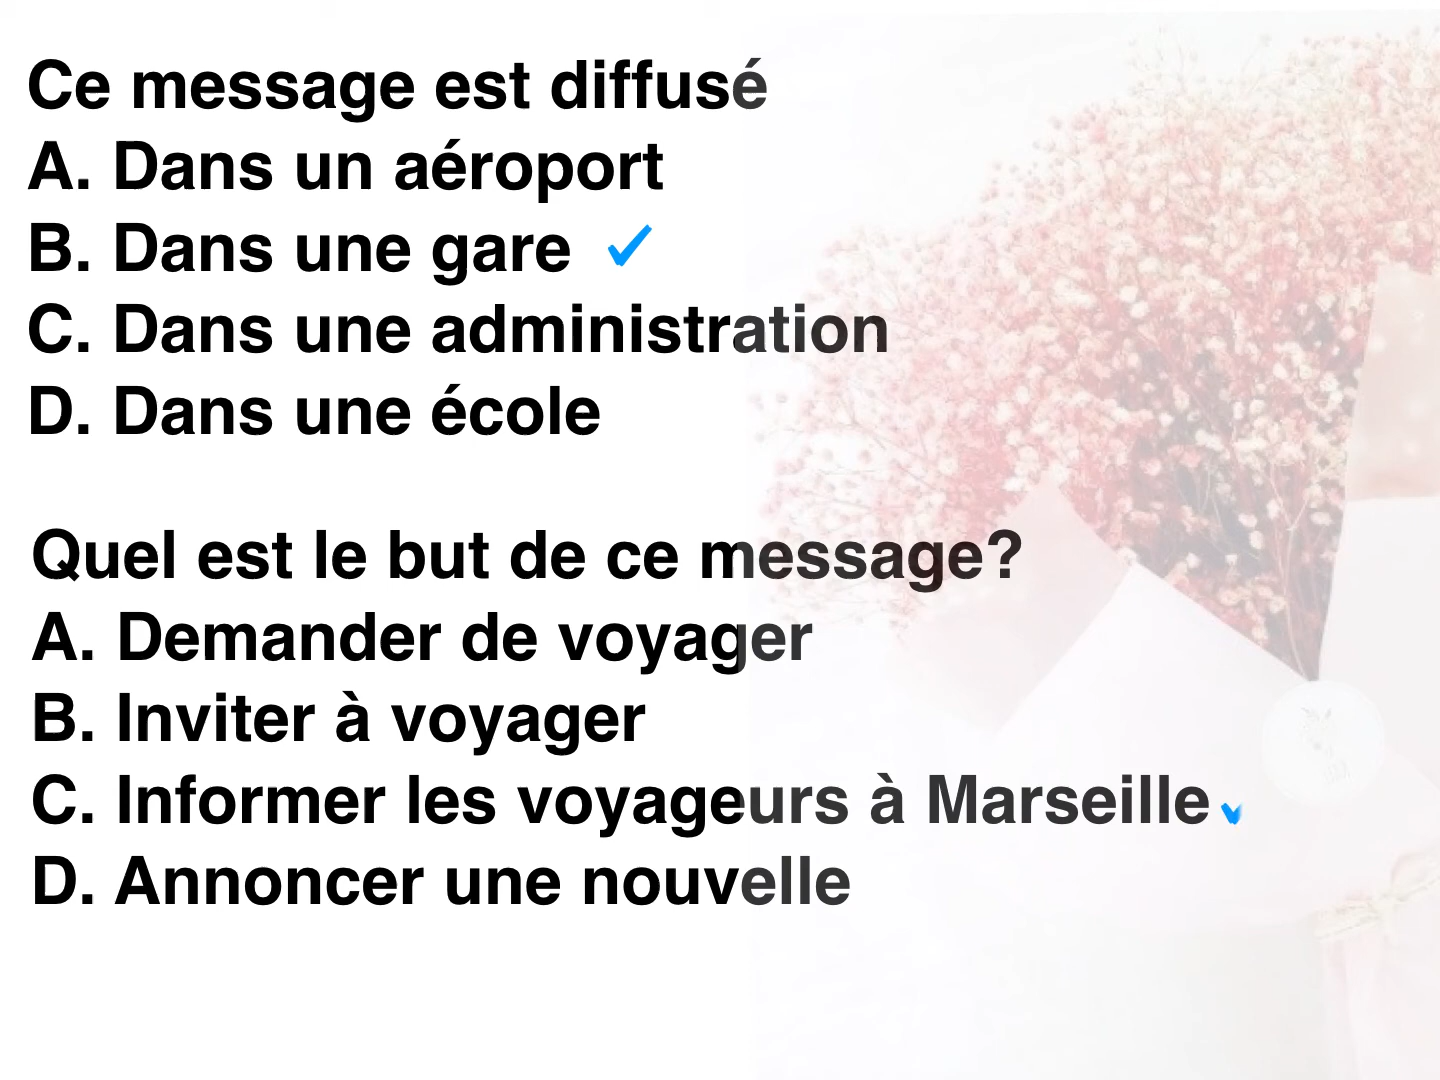 Ce message est diffusé
A. Dans un aéroport
B. Dans une gare ✓
C. Dans une administration
D. Dans une école
Quel est le but de ce message?
A. Demander de voyager
B. Inviter à voyager
C. Informer les voyageurs à Marseille ✓
D. Annoncer une nouvelle